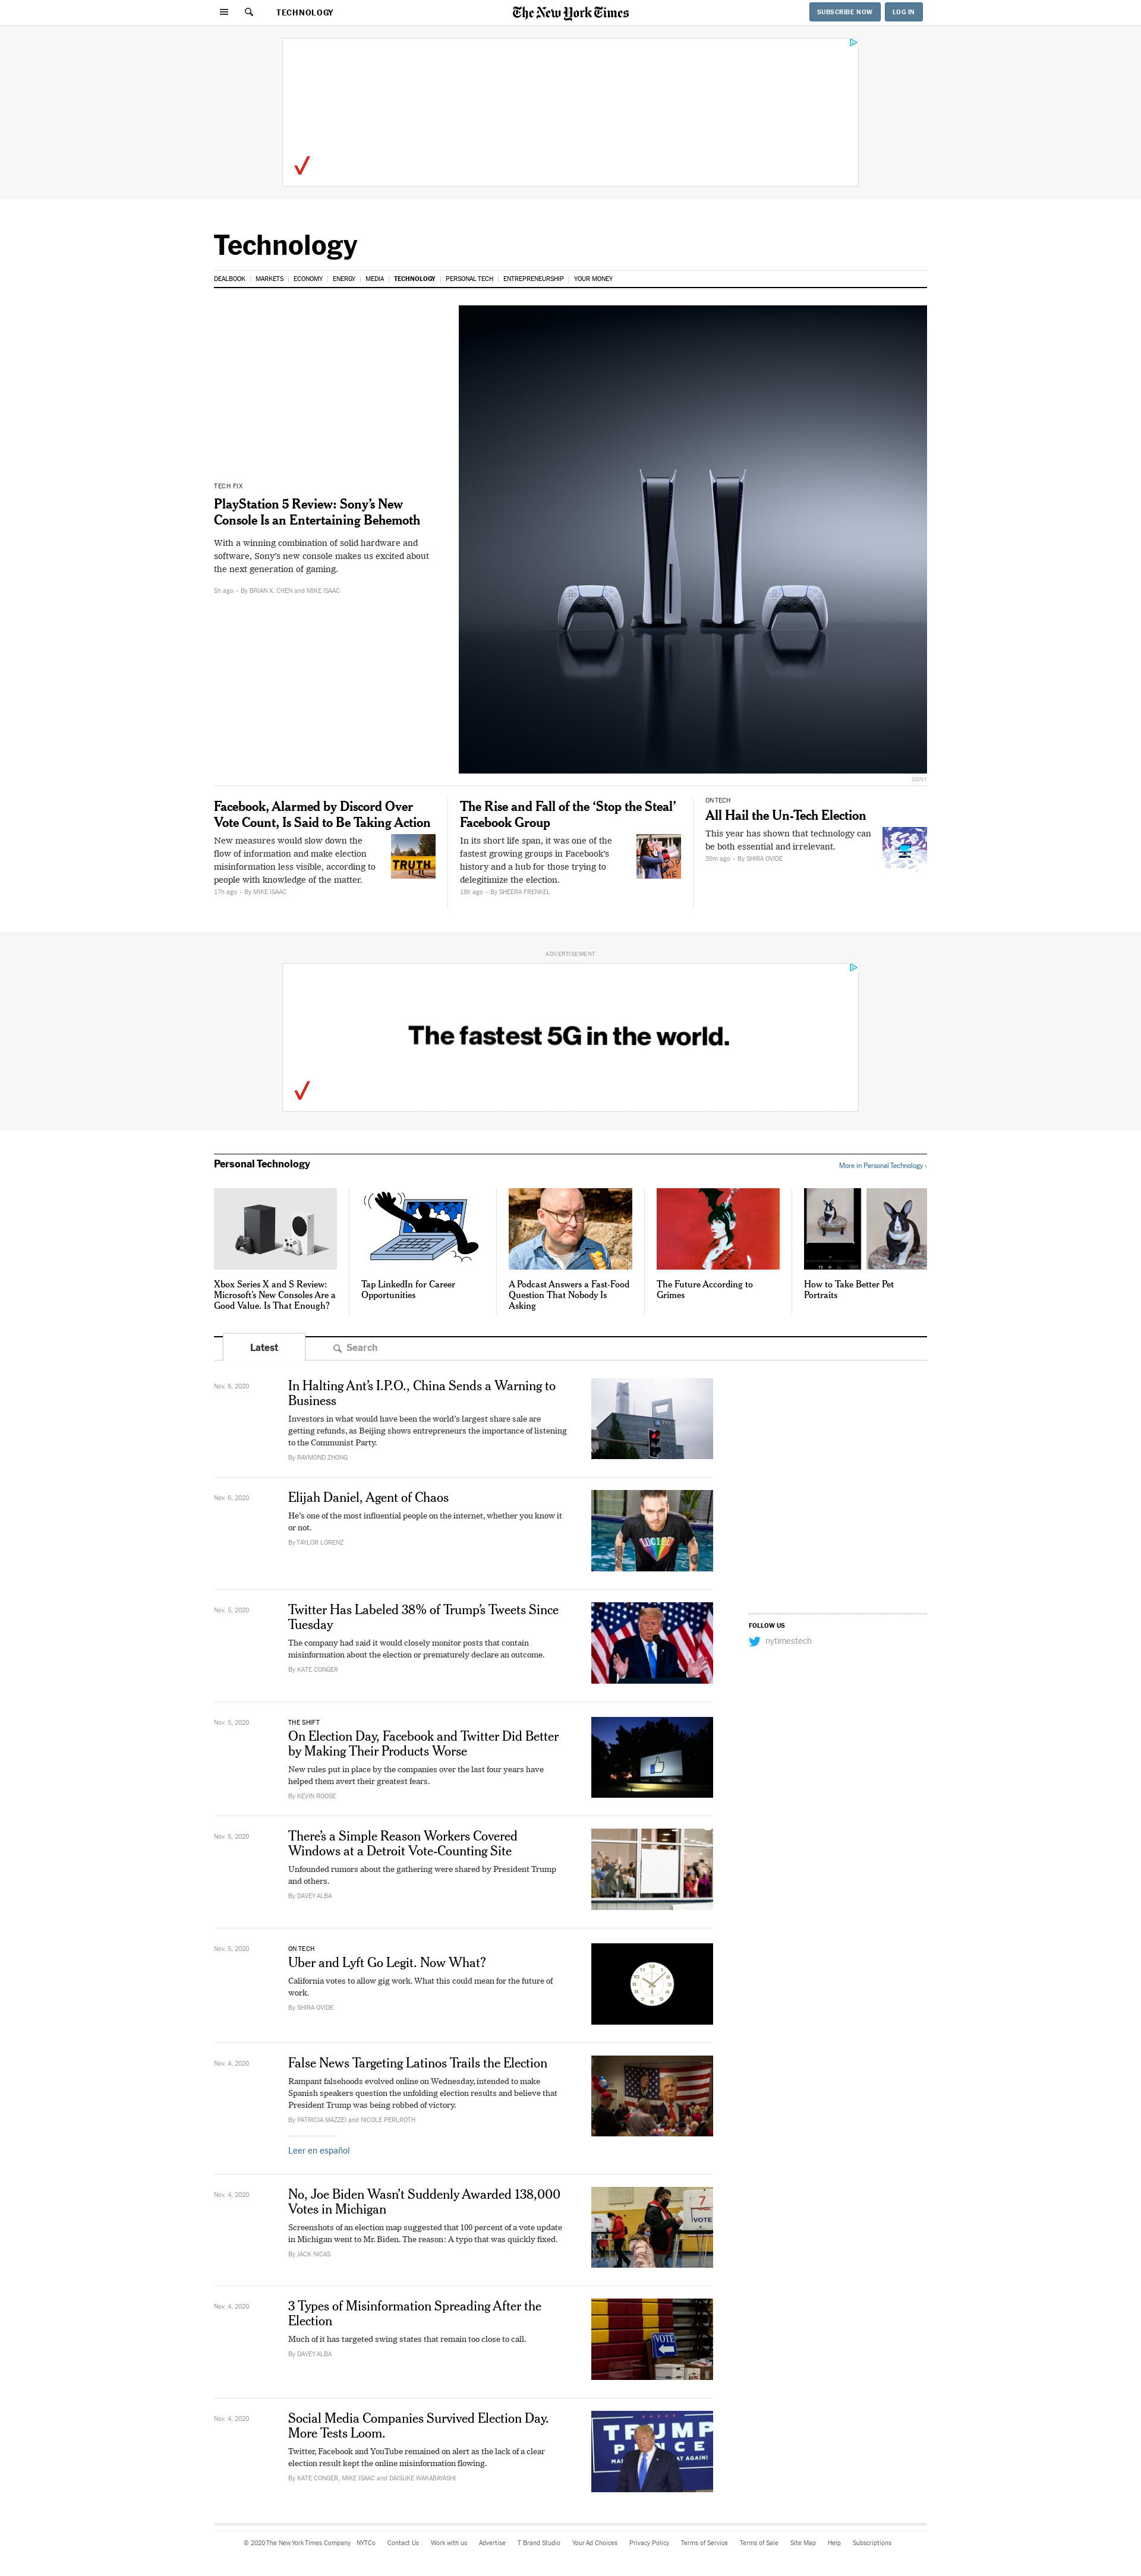 TECHNOLOGY
The New York Times
SUBSCRIBE NOW
LOG IN
Technology
DEALBOOK
MARKETS
ECONOMY
ENERGY
MEDIA
TECHNOLOGY
PERSONAL TECH
ENTREPRENEURSHIP
YOUR MONEY
TECH FIX
PlayStation 5 Review: Sony’s New
Console Is an Entertaining Behemoth
With a winning combination of solid hardware and
software, Sony’s new console makes us excited about
the next generation of gaming.
5h ago - By BRIAN X. CHEN and MIKE ISAAC
SONY
Facebook, Alarmed by Discord Over
Vote Count, Is Said to Be Taking Action
New measures would slow down the
flow of information and make election
misinformation less visible, according to
people with knowledge of the matter.
17h ago - By MIKE ISAAC
TRUTH
The Rise and Fall of the ‘Stop the Steal’
Facebook Group
In its short life span, it was one of the
fastest growing groups in Facebook’s
history and a hub for those trying to
delegitimize the election.
18h ago - By SHEERA FRENKEL
ON TECH
All Hail the Un-Tech Election
This year has shown that technology can
be both essential and irrelevant.
39m ago - By SHIRA OVIDE
ADVERTISEMENT
The fastest 5G in the world.
Personal Technology
More in Personal Technology ›
Xbox Series X and S Review:
Microsoft’s New Consoles Are a
Good Value. Is That Enough?
Tap LinkedIn for Career
Opportunities
A Podcast Answers a Fast-Food
Question That Nobody Is
Asking
The Future According to
Grimes
How to Take Better Pet
Portraits
Latest
Search
Nov. 6, 2020
In Halting Ant’s I.P.O., China Sends a Warning to
Business
Investors in what would have been the world’s largest share sale are
getting refunds, as Beijing shows entrepreneurs the importance of listening
to the Communist Party.
By RAYMOND ZHONG
Nov. 6, 2020
Elijah Daniel, Agent of Chaos
He’s one of the most influential people on the internet, whether you know it
or not.
By TAYLOR LORENZ
Nov. 5, 2020
Twitter Has Labeled 38% of Trump’s Tweets Since
Tuesday
The company had said it would closely monitor posts that contain
misinformation about the election or prematurely declare an outcome.
By KATE CONGER
FOLLOW US
nytimestech
Nov. 5, 2020
THE SHIFT
On Election Day, Facebook and Twitter Did Better
by Making Their Products Worse
New rules put in place by the companies over the last four years have
helped them avert their greatest fears.
By KEVIN ROOSE
Nov. 5, 2020
There’s a Simple Reason Workers Covered
Windows at a Detroit Vote-Counting Site
Unfounded rumors about the gathering were shared by President Trump
and others.
By DAVEY ALBA
Nov. 5, 2020
ON TECH
Uber and Lyft Go Legit. Now What?
California votes to allow gig work. What this could mean for the future of
work.
By SHIRA OVIDE
Nov. 4, 2020
False News Targeting Latinos Trails the Election
Rampant falsehoods evolved online on Wednesday, intended to make
Spanish speakers question the unfolding election results and believe that
President Trump was being robbed of victory.
By PATRICIA MAZZEI and NICOLE PERLROTH
Leer en español
Nov. 4, 2020
No, Joe Biden Wasn’t Suddenly Awarded 138,000
Votes in Michigan
Screenshots of an election map suggested that 100 percent of a vote update
in Michigan went to Mr. Biden. The reason: A typo that was quickly fixed.
By JACK NICAS
7
VOTE
Nov. 4, 2020
3 Types of Misinformation Spreading After the
Election
Much of it has targeted swing states that remain too close to call.
By DAVEY ALBA
VOTE
Nov. 4, 2020
Social Media Companies Survived Election Day.
More Tests Loom.
Twitter, Facebook and YouTube remained on alert as the lack of a clear
election result kept the online misinformation flowing.
By KATE CONGER, MIKE ISAAC and DAISUKE WAKABAYASHI
TRUMP
© 2020 The New York Times Company
NYTCo
Contact Us
Work with us
Advertise
T Brand Studio
Your Ad Choices
Privacy Policy
Terms of Service
Terms of Sale
Site Map
Help
Subscriptions